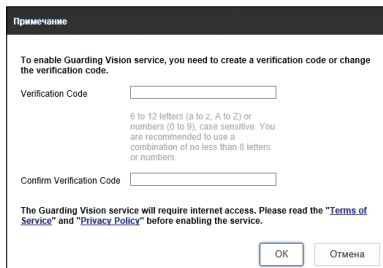 Примечание
To enable Guarding Vision service, you need to create a verification code or change
the verification code.
Verification Code
6 to 12 letters (a to z, A to Z) or
numbers (0 to 9), case sensitive. You
are recommended to use a
combination of no less than 8 letters
or numbers.
Confirm Verification Code
The Guarding Vision service will require internet access. Please read the "Terms of
Service" and "Privacy Policy" before enabling the service.
ОК Отмена